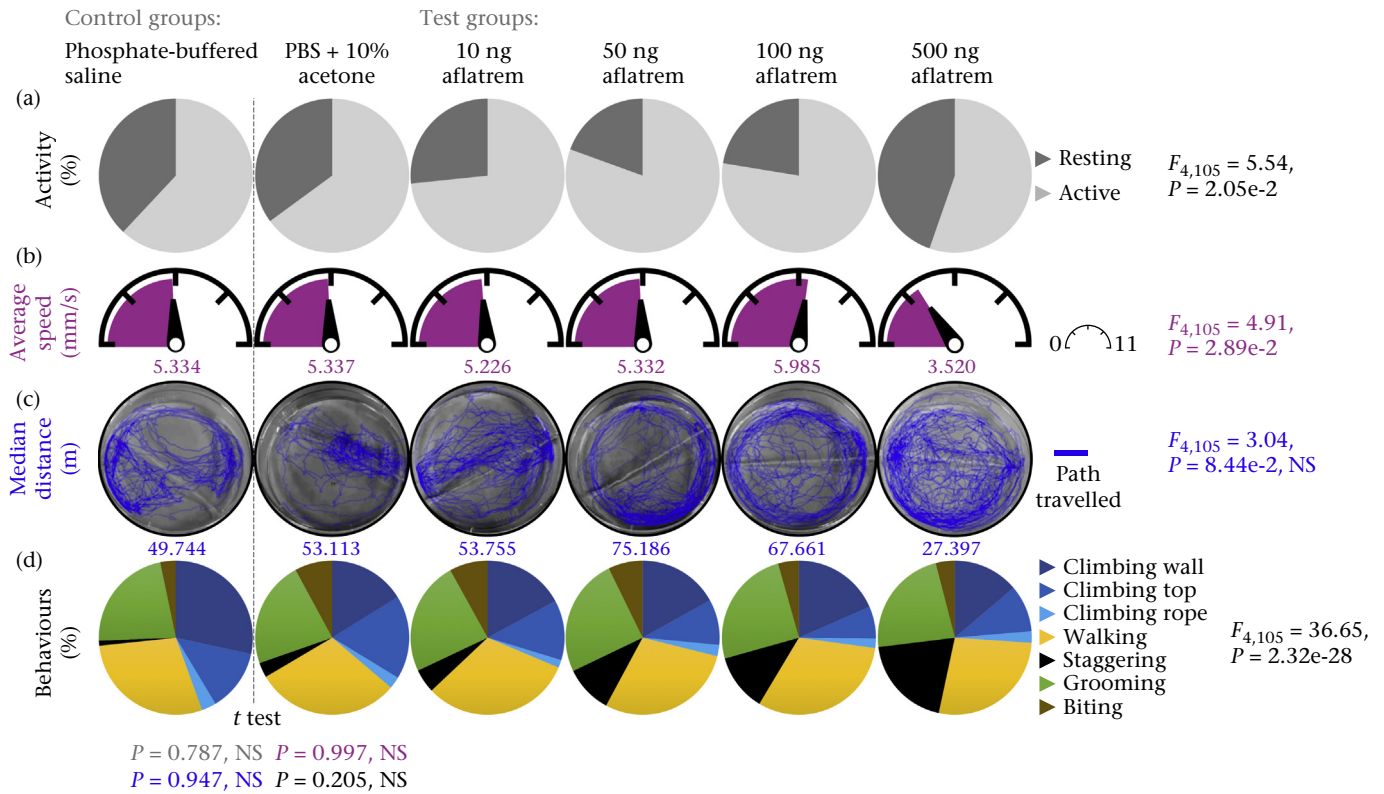 Control groups:
Test groups:
Phosphate-buffered
saline
PBS + 10%
acetone
10 ng
aflatrem
50 ng
aflatrem
100 ng
aflatrem
500 ng
aflatrem
(a)
Activity
(%)
Resting
Active
F4,105 = 5.54,
P = 2.05e-2
(b)
Average
speed
(mm/s)
5.334
5.337
5.226
5.332
5.985
3.520
0
11
F4,105 = 4.91,
P = 2.89e-2
(c)
Median
distance
(m)
49.744
53.113
53.755
75.186
67.661
27.397
Path
travelled
F4,105 = 3.04,
P = 8.44e-2, NS
(d)
Behaviours
(%)
Climbing wall
Climbing top
Climbing rope
Walking
Staggering
Grooming
Biting
F4,105 = 36.65,
P = 2.32e-28
t test
P = 0.787, NS
P = 0.997, NS
P = 0.947, NS
P = 0.205, NS